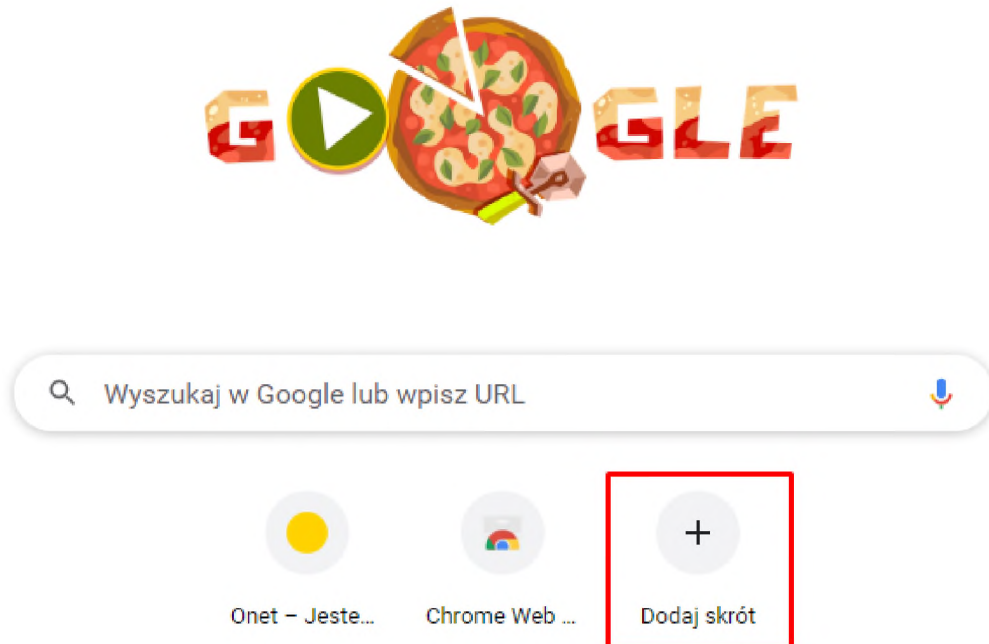 GOOGLE
Wyszukaj w Google lub wpisz URL
Onet – Jeste...
Chrome Web ...
Dodaj skrót